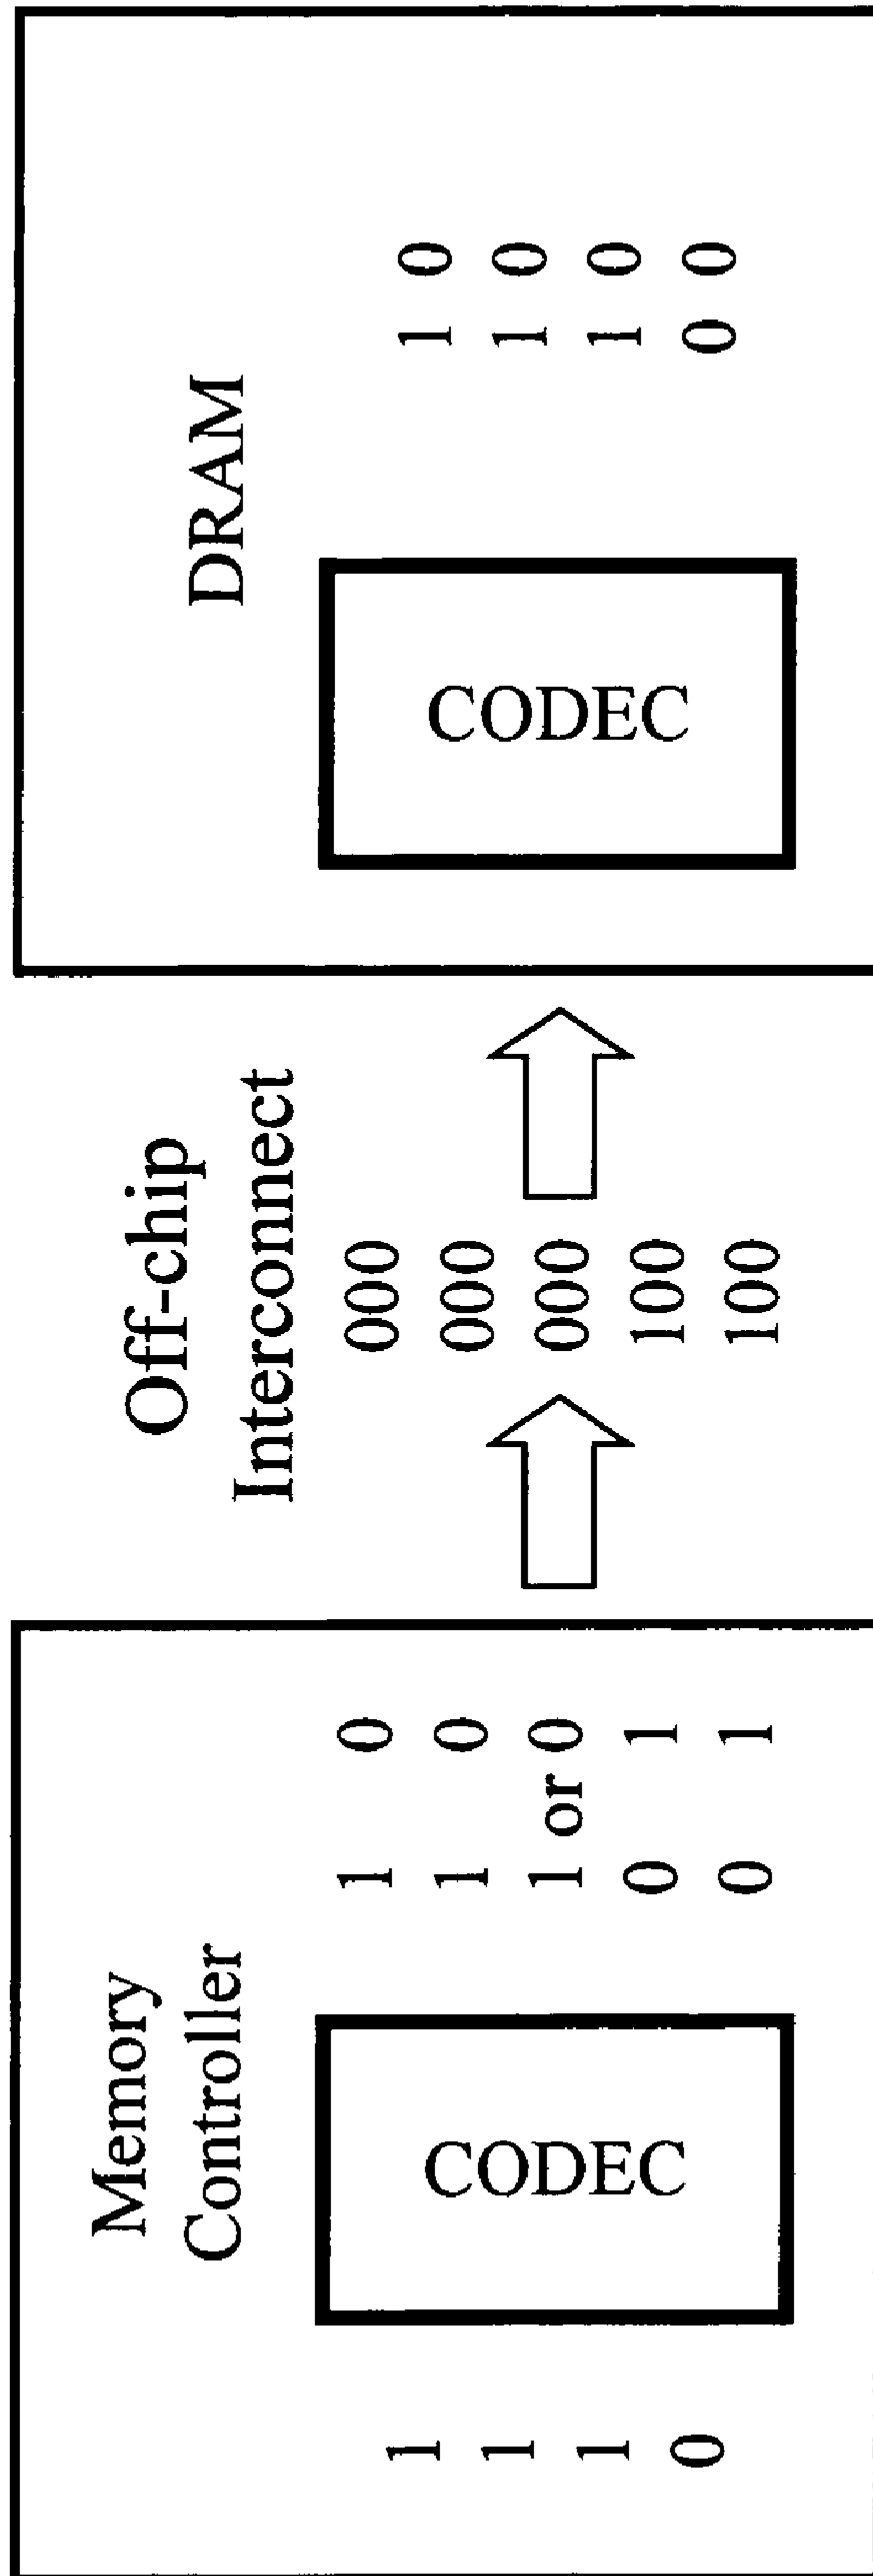 Memory
Controller
1
1
1
0
CODEC
1 0
1 0
1 or 0
0 1
0 1
Off-chip
Interconnect
000
000
000
100
100
DRAM
CODEC
1 0
1 0
1 0
0 0